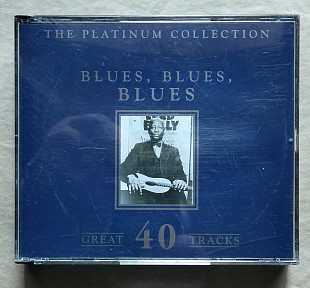 THE PLATINUM COLLECTION
BLUES, BLUES,
BLUES
GREAT 40 TRACKS